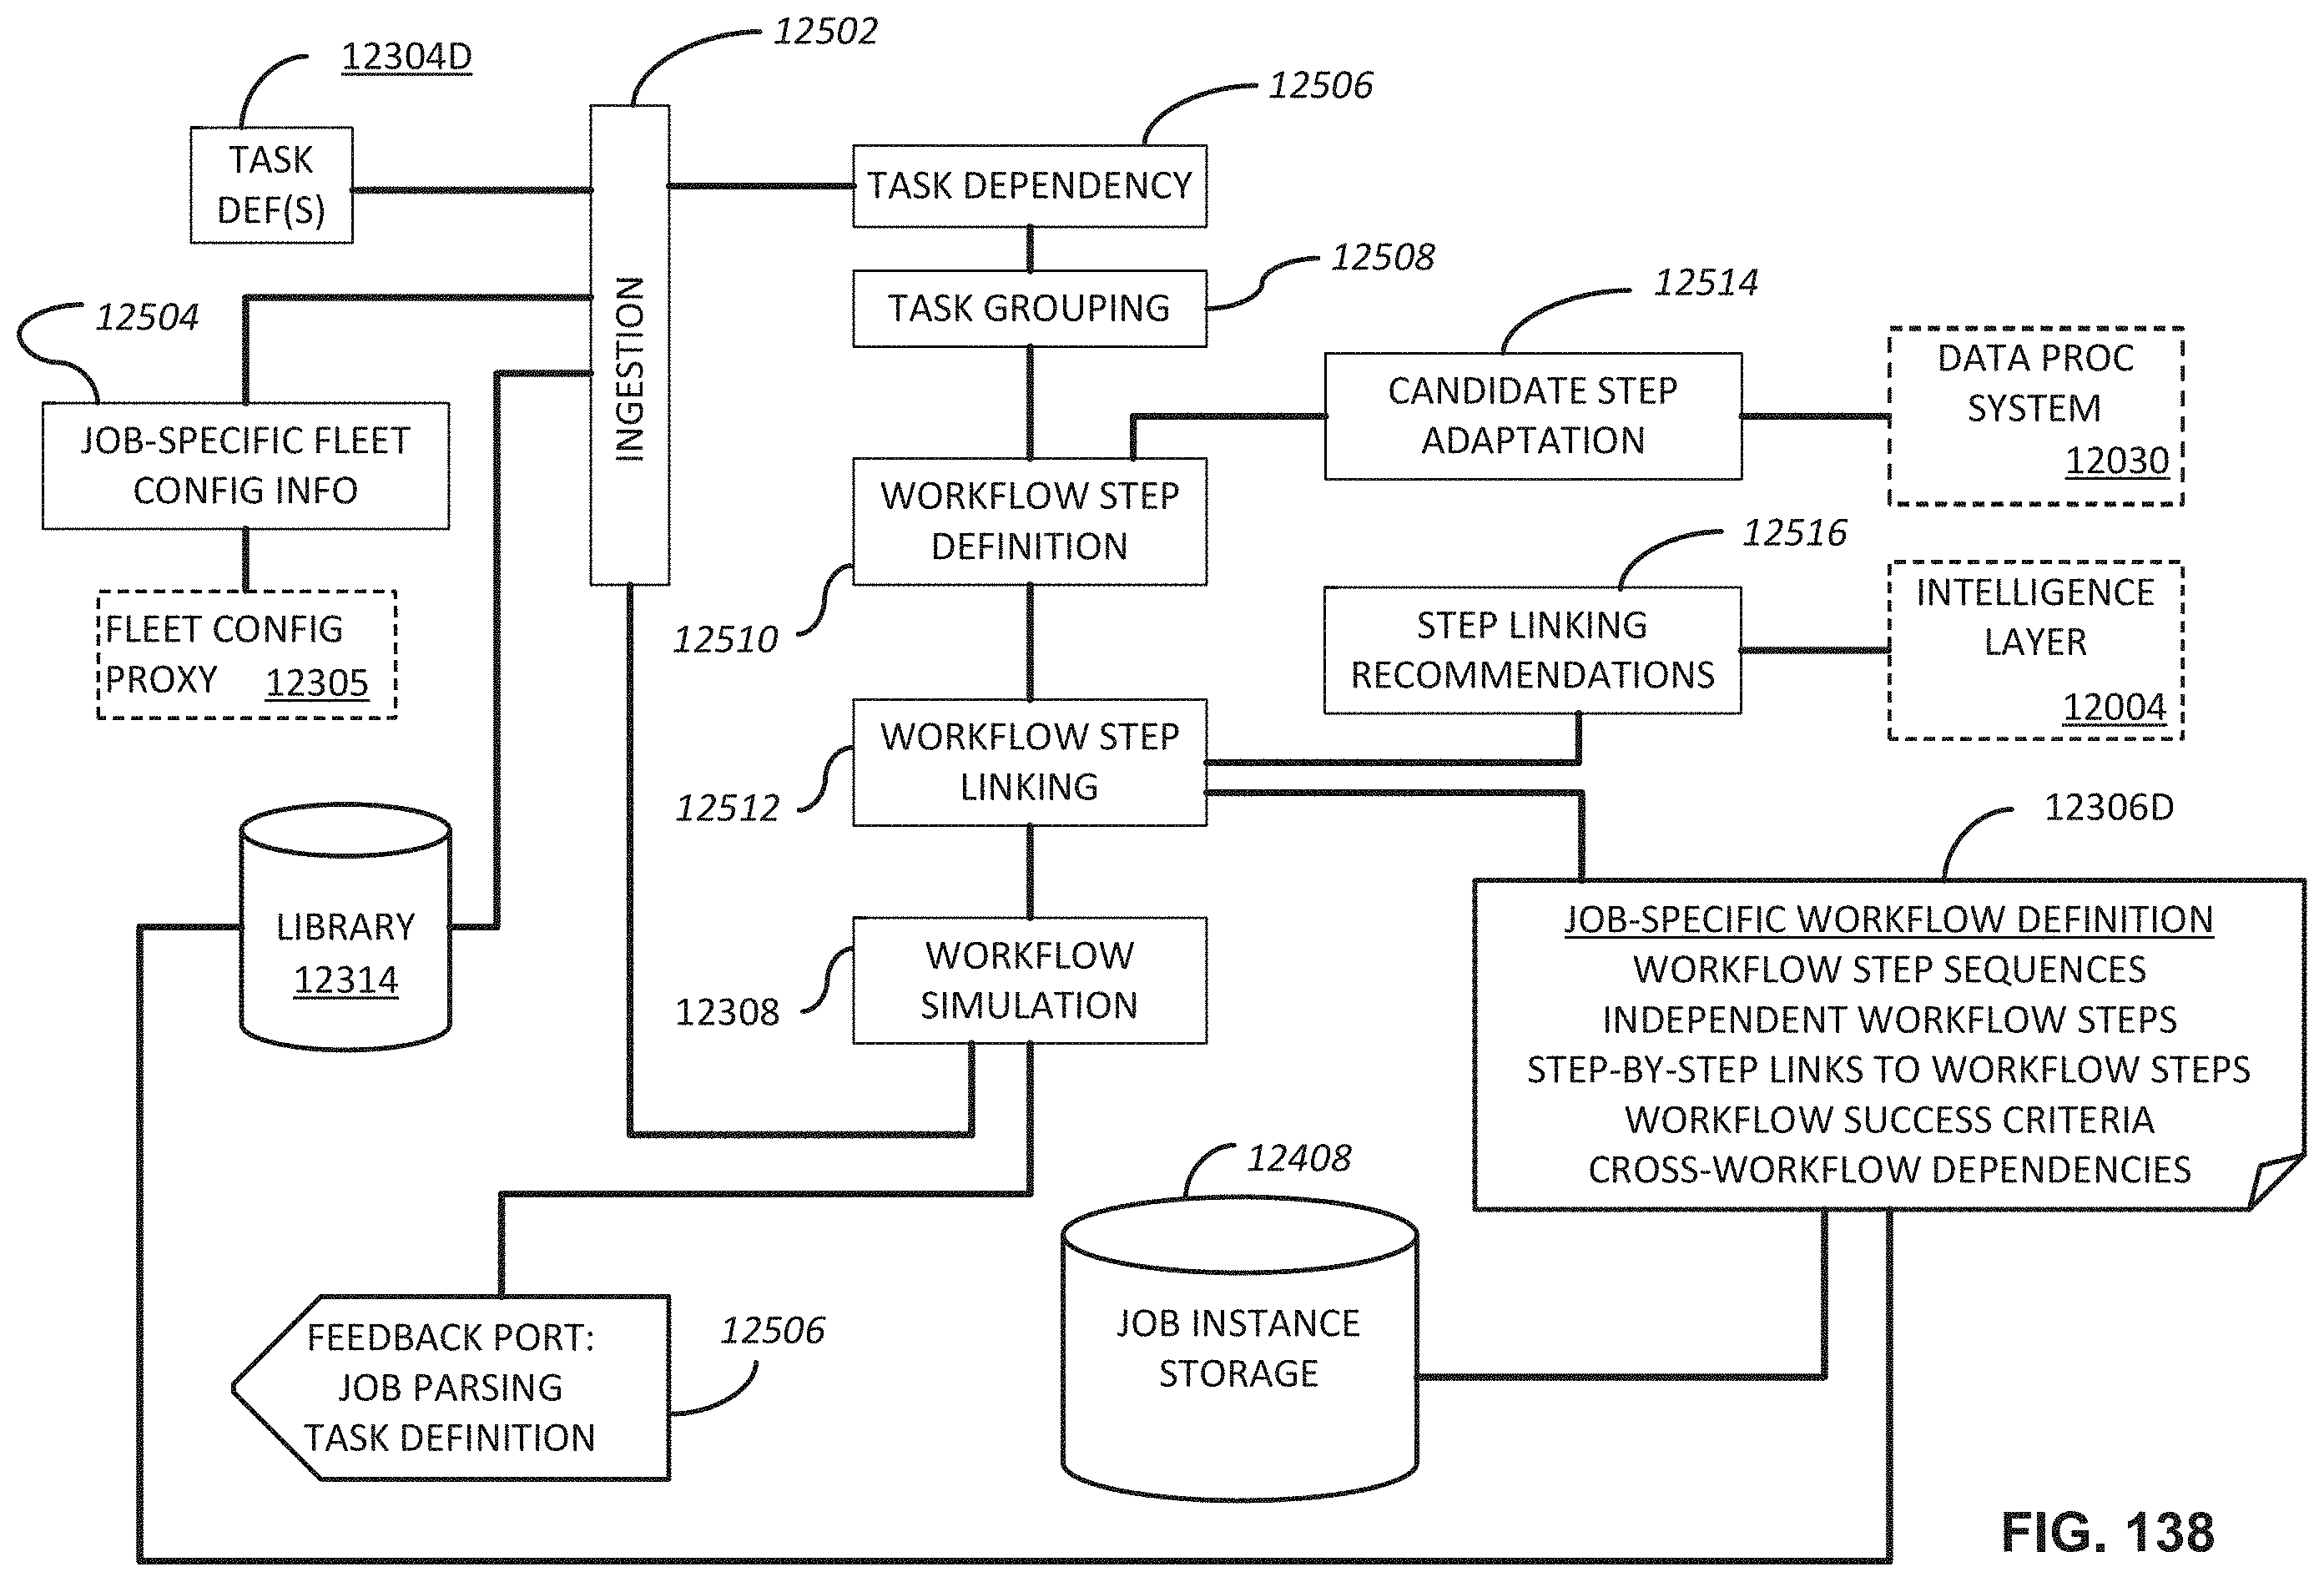 12502
12304D
12506
TASK
DEF(S)
TASK DEPENDENCY
12508
TASK GROUPING
12504
INGESTION
12514
CANDIDATE STEP
ADAPTATION
DATA PROC
SYSTEM
12030
JOB-SPECIFIC FLEET
CONFIG INFO
WORKFLOW STEP
DEFINITION
12510
12516
FLEET CONFIG
PROXY 12305
STEP LINKING
RECOMMENDATIONS
INTELLIGENCE
LAYER
12004
WORKFLOW STEP
LINKING
12512
12306D
LIBRARY
12314
WORKFLOW
SIMULATION
12308
JOB-SPECIFIC WORKFLOW DEFINITION
WORKFLOW STEP SEQUENCES
INDEPENDENT WORKFLOW STEPS
STEP-BY-STEP LINKS TO WORKFLOW STEPS
WORKFLOW SUCCESS CRITERIA
CROSS-WORKFLOW DEPENDENCIES
12408
JOB INSTANCE
STORAGE
FEEDBACK PORT:
JOB PARSING
TASK DEFINITION
12506
FIG. 138